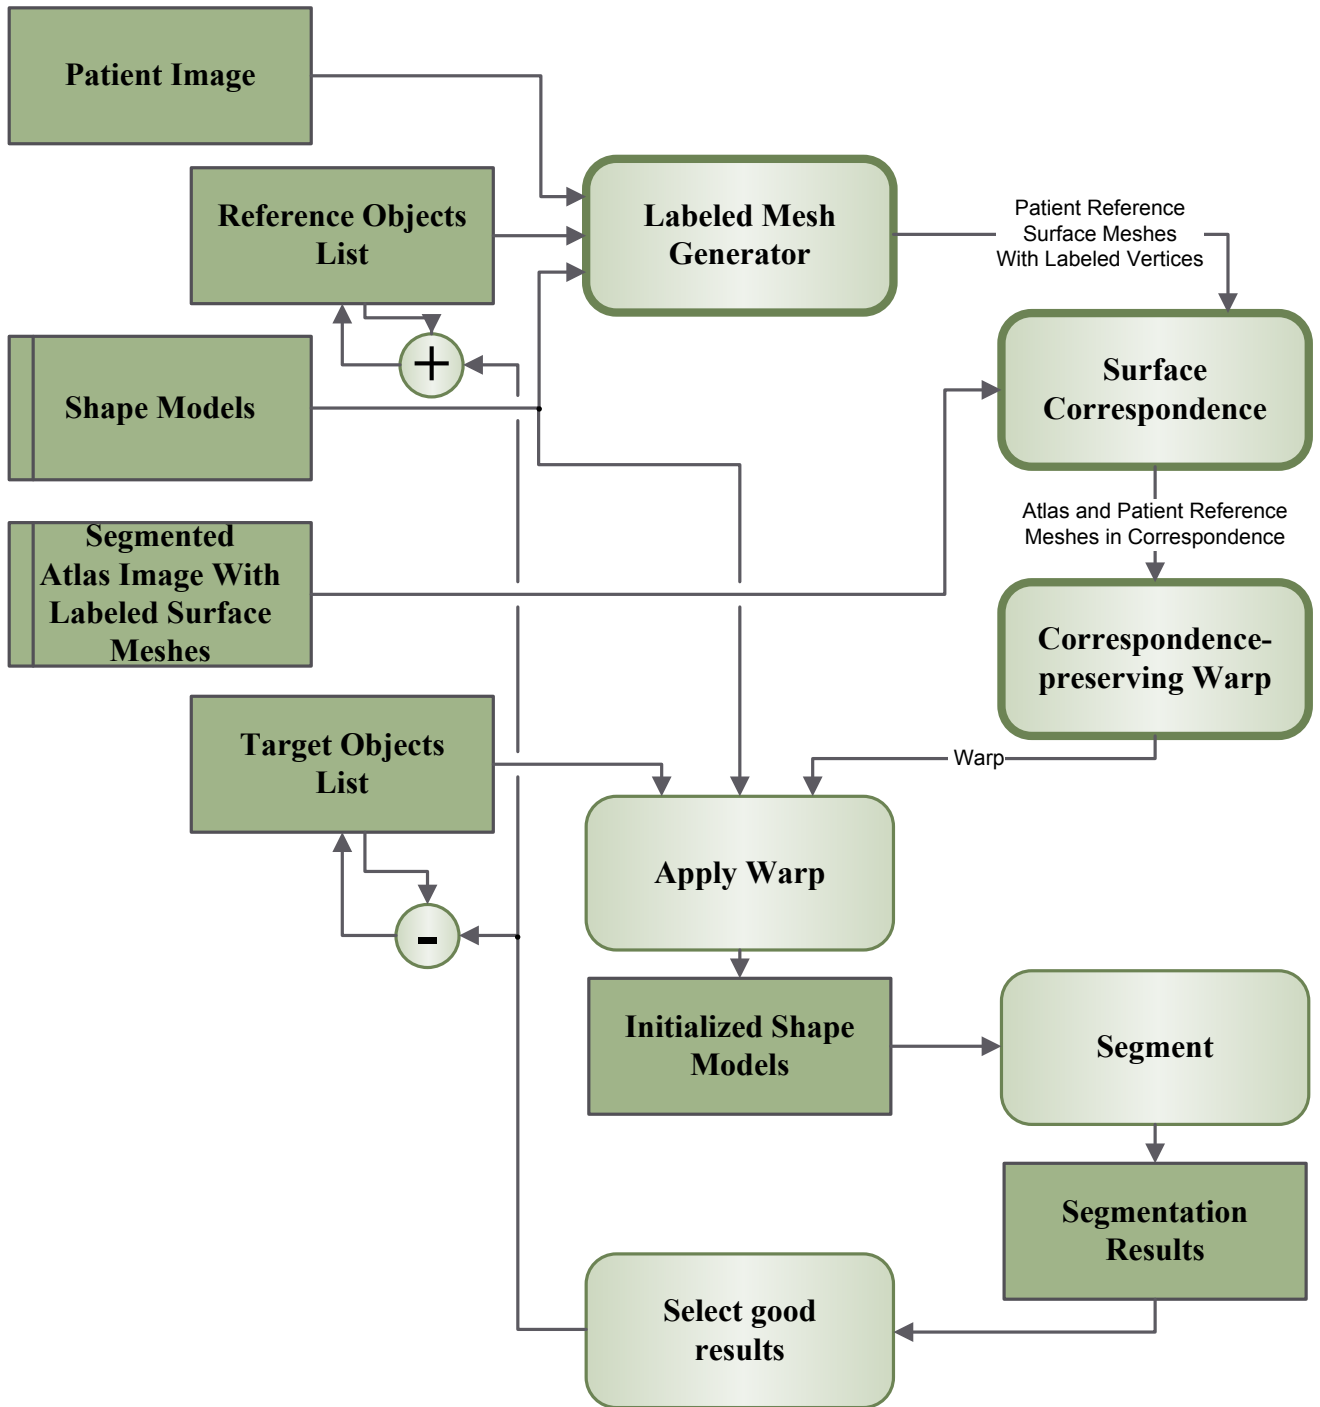 Patient Image
Reference Objects
List
Labeled Mesh
Generator
Patient Reference
Surface Meshes
With Labeled Vertices
+
Shape Models
Surface
Correspondence
Segmented
Atlas Image With
Labeled Surface
Meshes
Atlas and Patient Reference
Meshes in Correspondence
Correspondence-
preserving Warp
Target Objects
List
Warp
Apply Warp
-
Initialized Shape
Models
Segment
Segmentation
Results
Select good
results